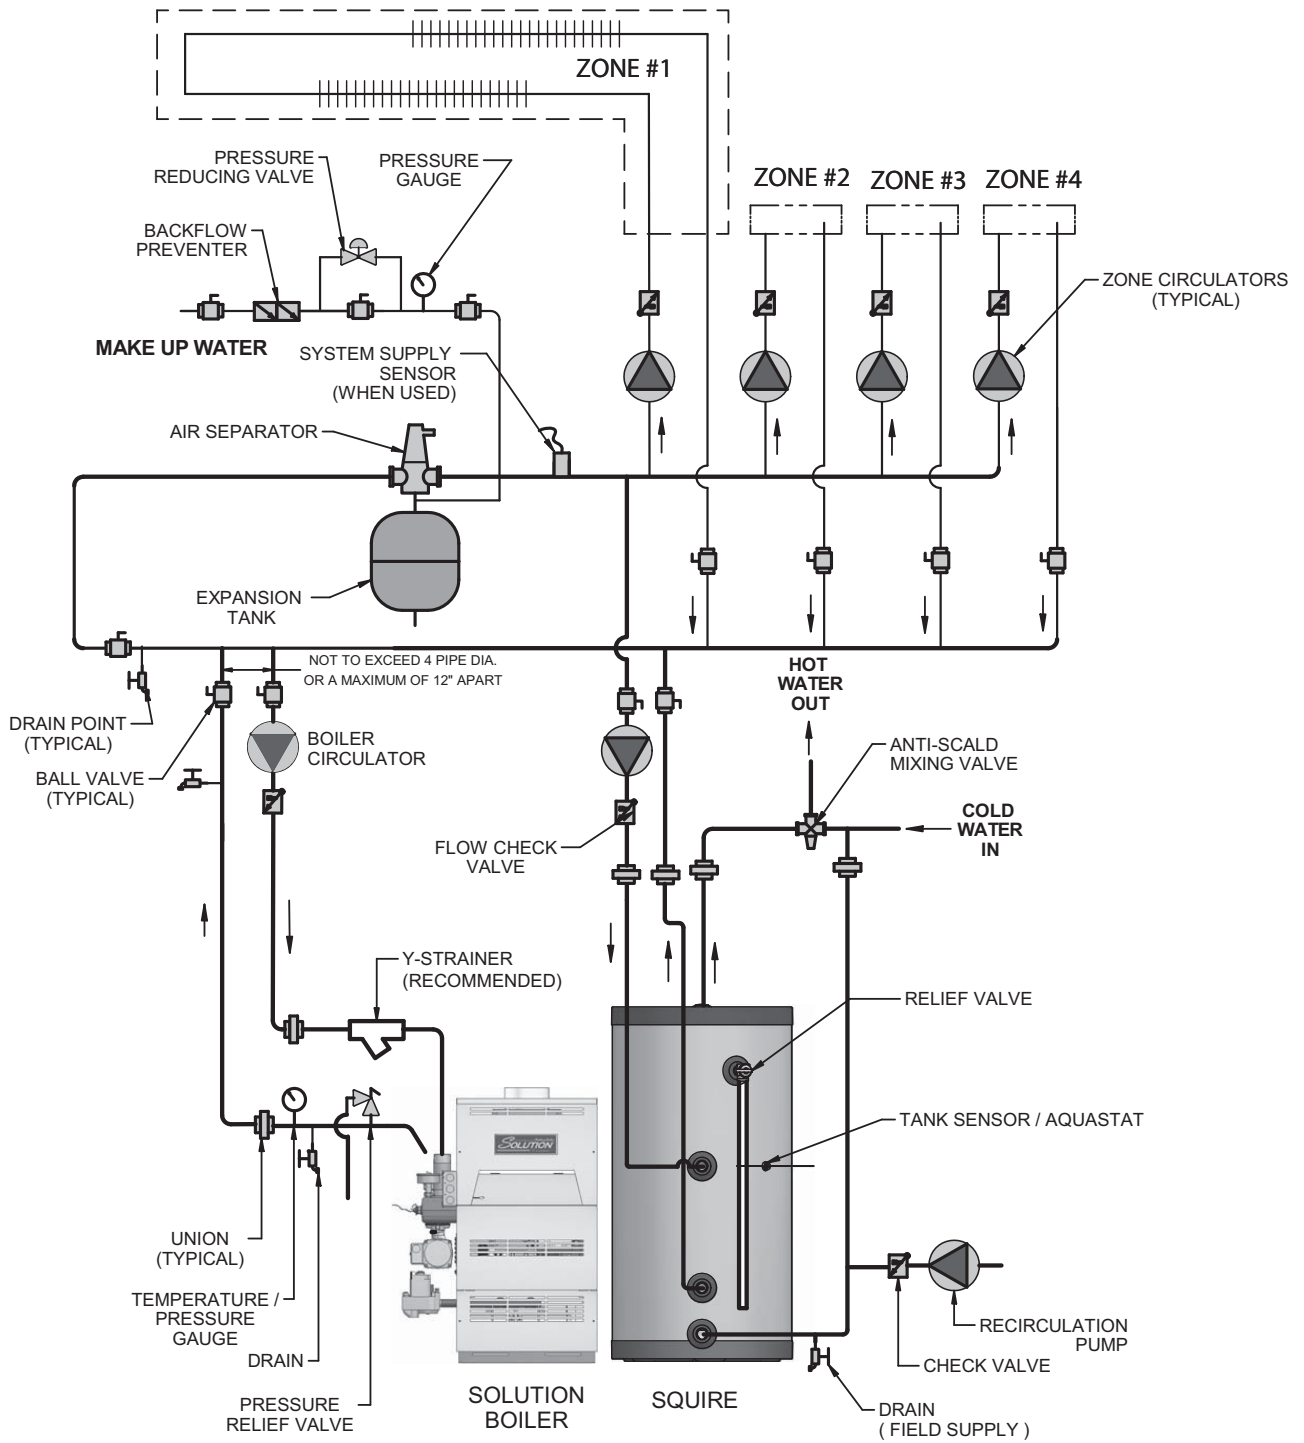 ZONE #1
PRESSURE
REDUCING VALVE
PRESSURE
GAUGE
ZONE #2
ZONE #3
ZONE #4
BACKFLOW
PREVENTER
ZONE CIRCULATORS
(TYPICAL)
MAKE UP WATER
SYSTEM SUPPLY
SENSOR
(WHEN USED)
AIR SEPARATOR
EXPANSION
TANK
NOT TO EXCEED 4 PIPE DIA.
OR A MAXIMUM OF 12" APART
HOT
WATER
OUT
DRAIN POINT
(TYPICAL)
BOILER
CIRCULATOR
ANTI-SCALD
MIXING VALVE
BALL VALVE
(TYPICAL)
COLD
WATER
IN
FLOW CHECK
VALVE
Y-STRAINER
(RECOMMENDED)
RELIEF VALVE
SOLUTION
TANK SENSOR / AQUASTAT
UNION
(TYPICAL)
TEMPERATURE /
PRESSURE
GAUGE
DRAIN
PRESSURE
RELIEF VALVE
RECIRCULATION
PUMP
CHECK VALVE
SOLUTION
BOILER
SQUIRE
DRAIN
( FIELD SUPPLY )